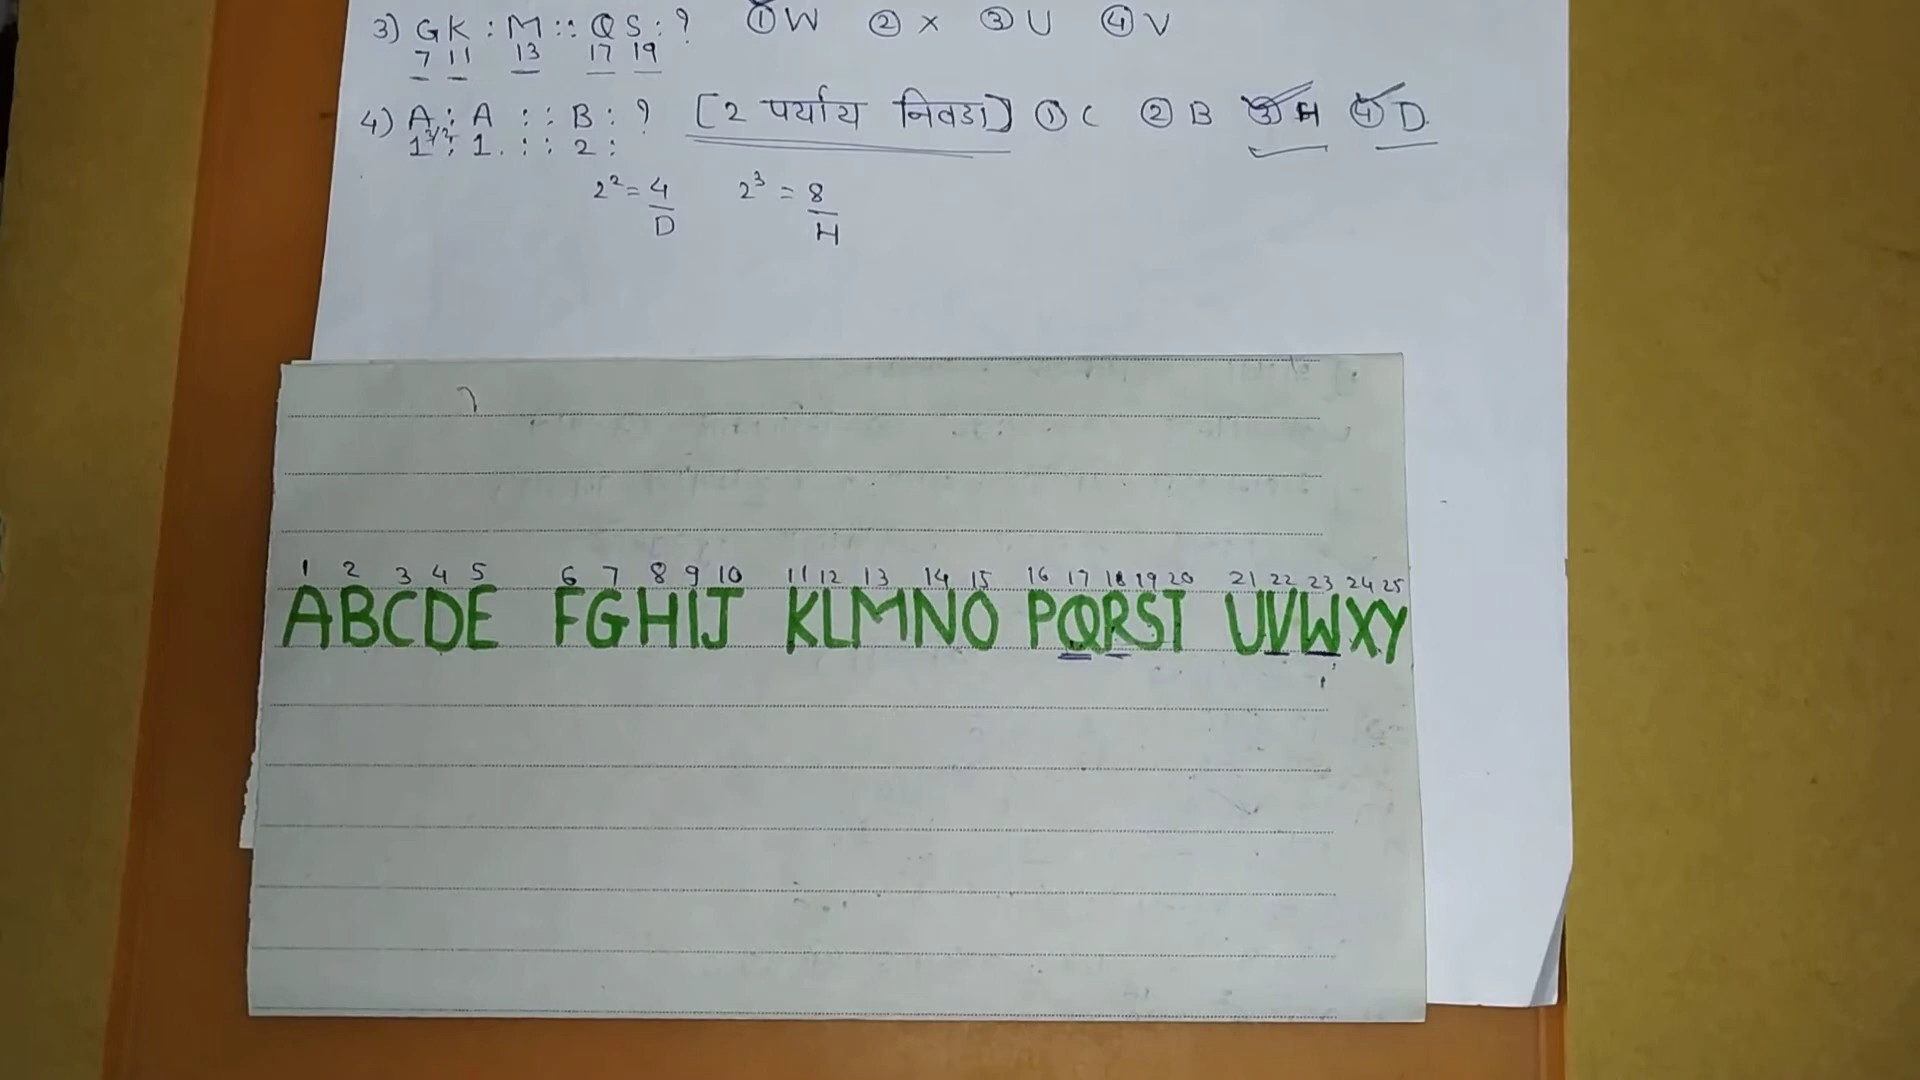 3) G K : M :: Q S : ? ① W ② X ③ U ④ V
7 11 13 17 19
4) A : A :: B : ? [2 पर्याय निवडा] ① C ② B ③ H ④ D
1 : 1 :: 2 :
2² = 4 2³ = 8
D H
1 2 3 4 5 6 7 8 9 10 11 12 13 14 15 16 17 18 19 20 21 22 23 24 25
ABCDE FGHIJ KLMNO PQRST UVWXY